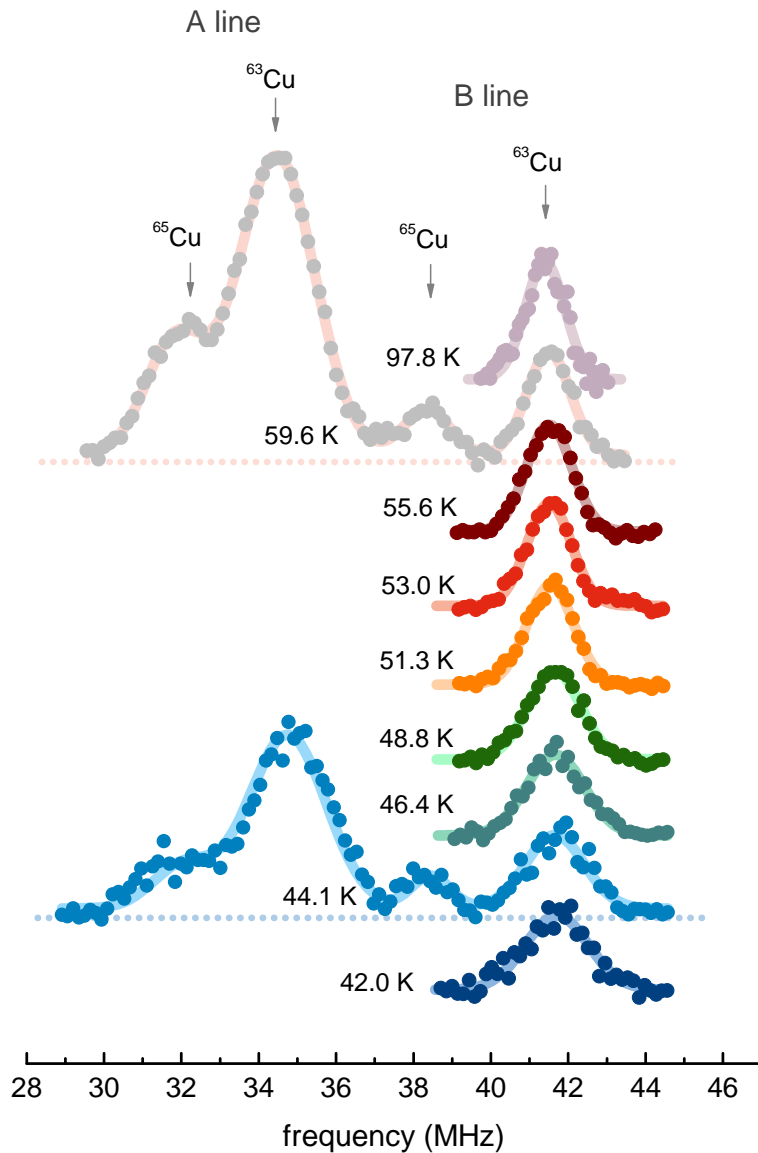 A line
⁶³Cu
B line
⁶³Cu
⁶⁵Cu
⁶⁵Cu
97.8 K
59.6 K
55.6 K
53.0 K
51.3 K
48.8 K
46.4 K
44.1 K
42.0 K
28 30 32 34 36 38 40 42 44 46
frequency (MHz)